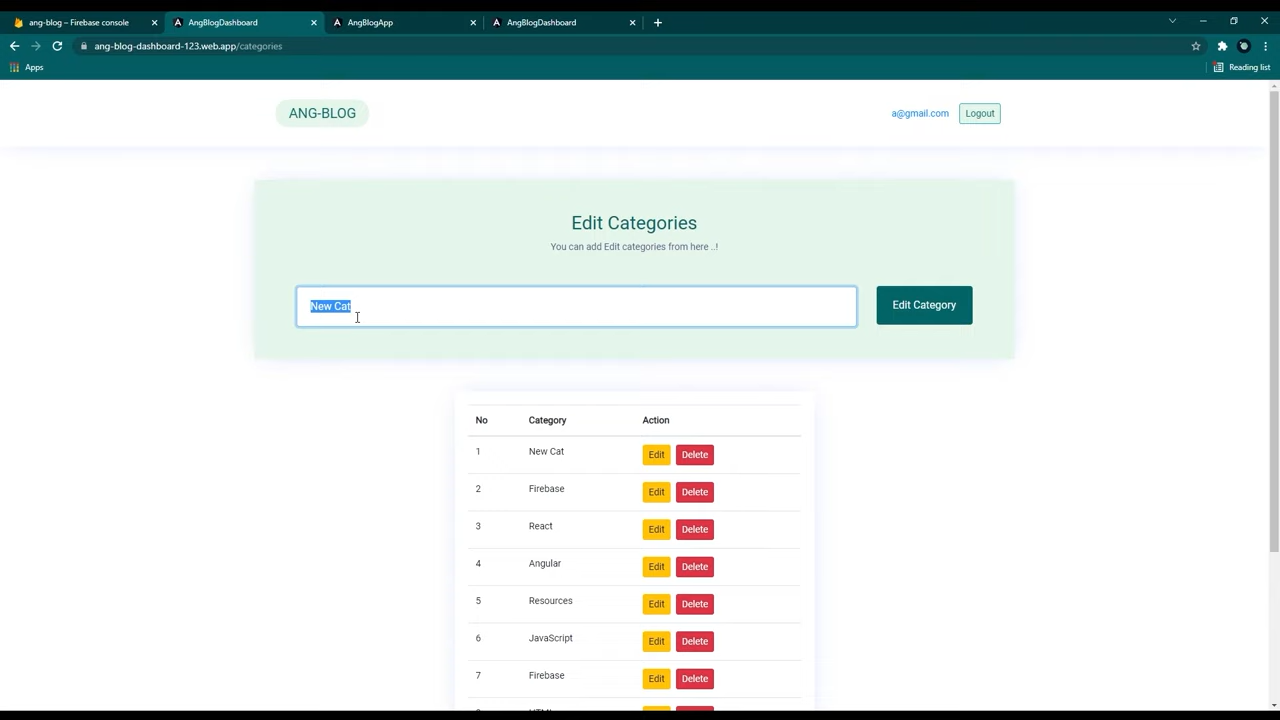 ang-blog – Firebase console
AngBlogDashboard
AngBlogApp
AngBlogDashboard
ang-blog-dashboard-123.web.app/categories
Apps
Reading list
ANG-BLOG
a@gmail.com
Logout
Edit Categories
You can add Edit categories from here ..!
New Cat
Edit Category
No Category Action
1 New Cat Edit Delete
2 Firebase Edit Delete
3 React Edit Delete
4 Angular Edit Delete
5 Resources Edit Delete
6 JavaScript Edit Delete
7 Firebase Edit Delete